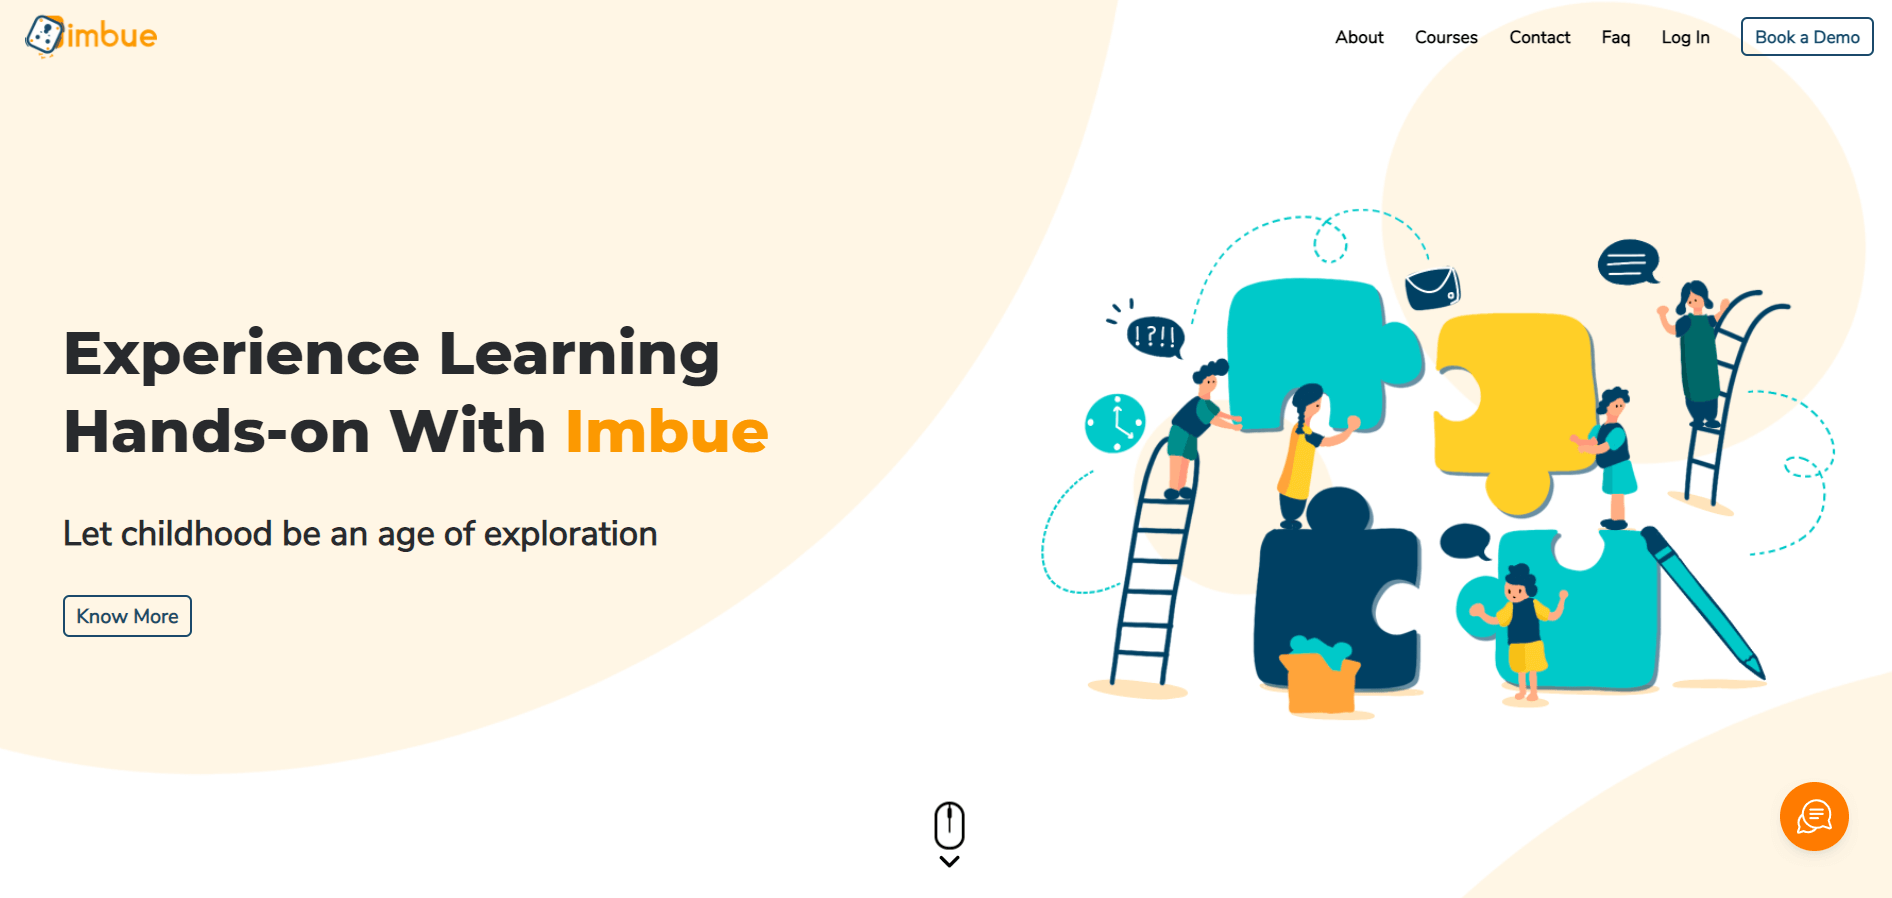 imbue
About Courses Contact Faq Log In Book a Demo
Experience Learning
Hands-on With Imbue
Let childhood be an age of exploration
Know More
!?!!